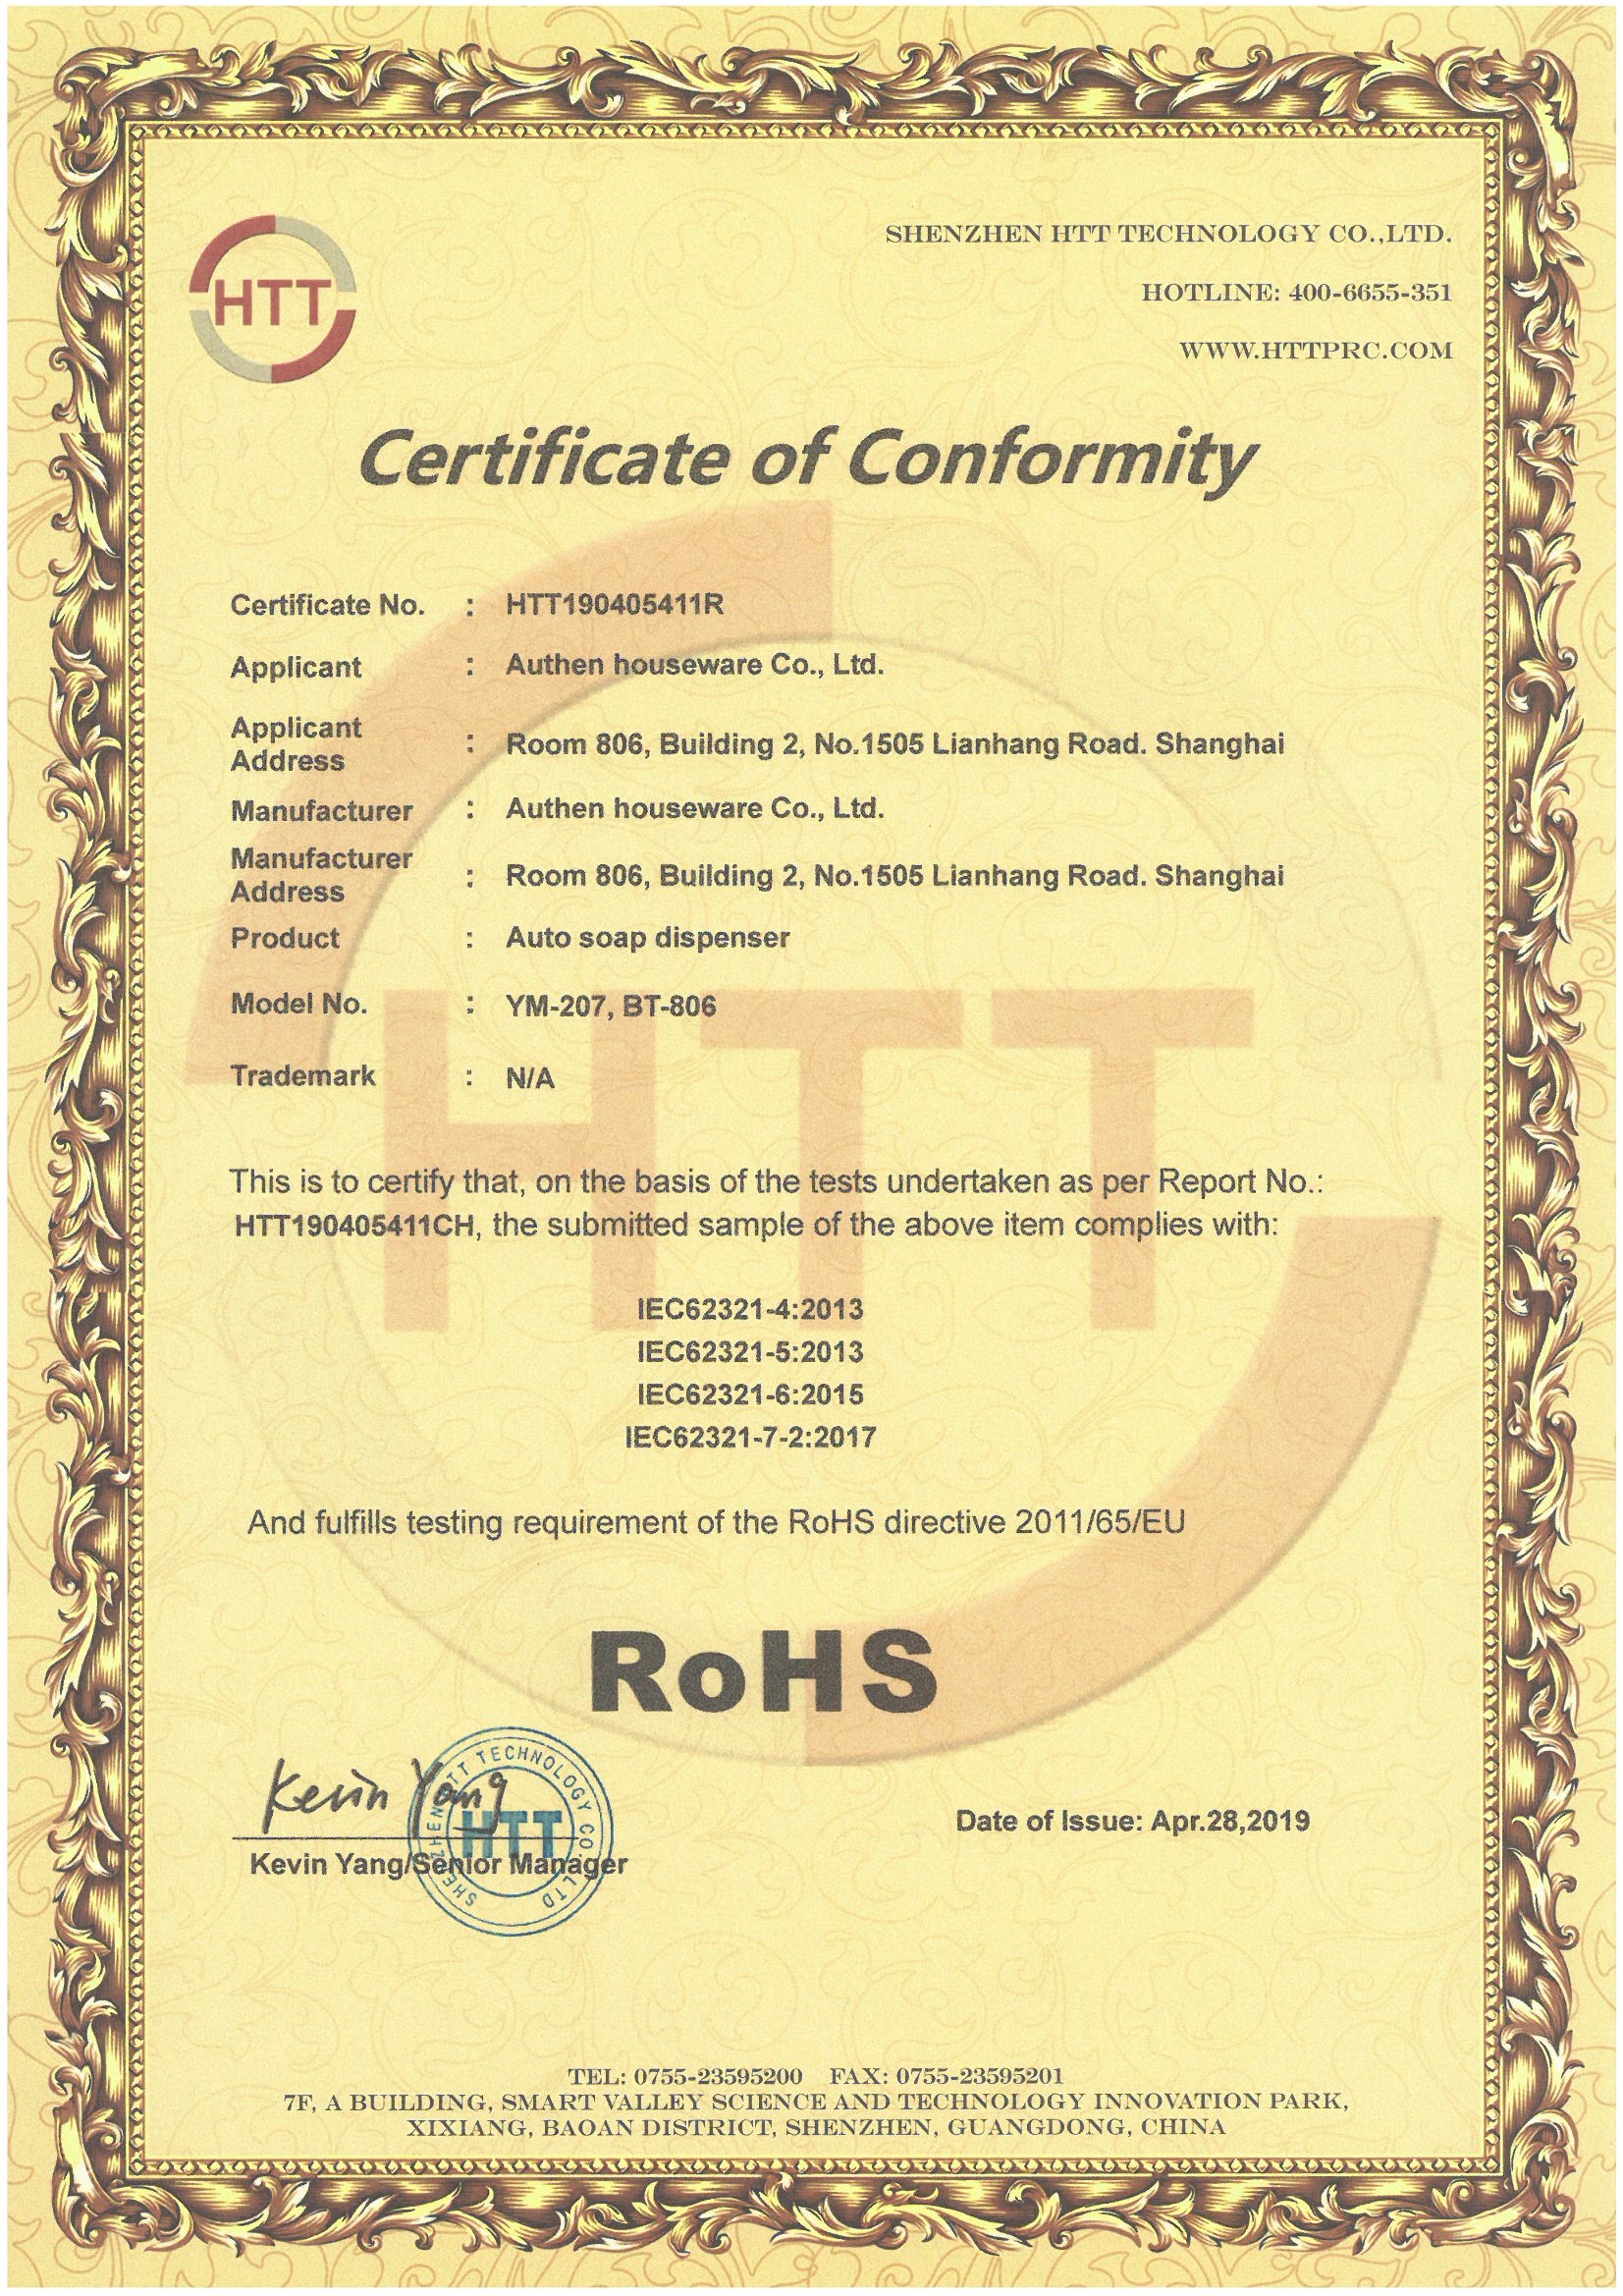 HTT
SHENZHEN HTT TECHNOLOGY CO.,LTD.
HOTLINE: 400-6655-351
WWW.HTTPRC.COM
Certificate of Conformity
Certificate No. : HTT190405411R
Applicant : Authen houseware Co., Ltd.
Applicant
Address : Room 806, Building 2, No.1505 Lianhang Road. Shanghai
Manufacturer : Authen houseware Co., Ltd.
Manufacturer
Address : Room 806, Building 2, No.1505 Lianhang Road. Shanghai
Product : Auto soap dispenser
Model No. : YM-207, BT-806
Trademark : N/A
HTT
This is to certify that, on the basis of the tests undertaken as per Report No.:
HTT190405411CH, the submitted sample of the above item complies with:
IEC62321-4:2013
IEC62321-5:2013
IEC62321-6:2015
IEC62321-7-2:2017
And fulfills testing requirement of the RoHS directive 2011/65/EU
RoHS
Kevin Yang
SHENZHEN HTT TECHNOLOGY CO.,LTD
HTT
Kevin Yang/Senior Manager
Date of Issue: Apr.28,2019
TEL: 0755-23595200 FAX: 0755-23595201
7F, A BUILDING, SMART VALLEY SCIENCE AND TECHNOLOGY INNOVATION PARK,
XIXIANG, BAOAN DISTRICT, SHENZHEN, GUANGDONG, CHINA